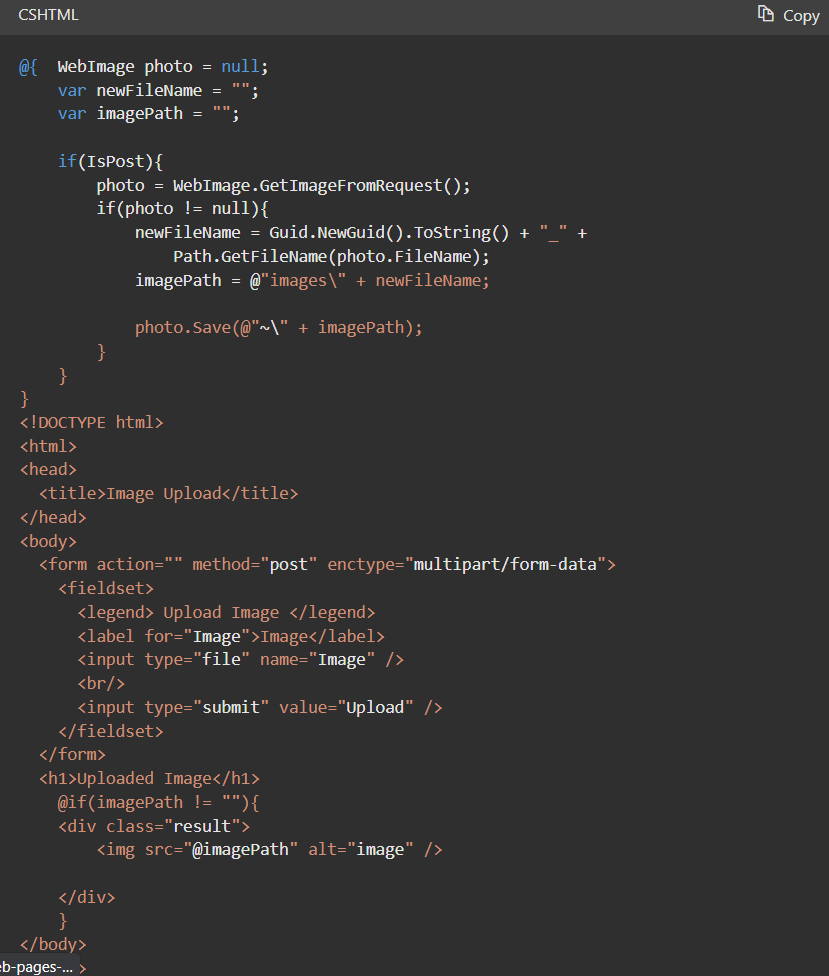 CSHTML
Copy
@{  WebImage photo = null;
    var newFileName = "";
    var imagePath = "";

    if(IsPost){
        photo = WebImage.GetImageFromRequest();
        if(photo != null){
            newFileName = Guid.NewGuid().ToString() + "_" +
                Path.GetFileName(photo.FileName);
            imagePath = @"images\" + newFileName;

            photo.Save(@"~\" + imagePath);
        }
    }
}
<!DOCTYPE html>
<html>
<head>
  <title>Image Upload</title>
</head>
<body>
  <form action="" method="post" enctype="multipart/form-data">
    <fieldset>
      <legend> Upload Image </legend>
      <label for="Image">Image</label>
      <input type="file" name="Image" />
      <br/>
      <input type="submit" value="Upload" />
    </fieldset>
  </form>
  <h1>Uploaded Image</h1>
    @if(imagePath != ""){
    <div class="result">
        <img src="@imagePath" alt="image" />

    </div>
    }
</body>
eb-pages-... >